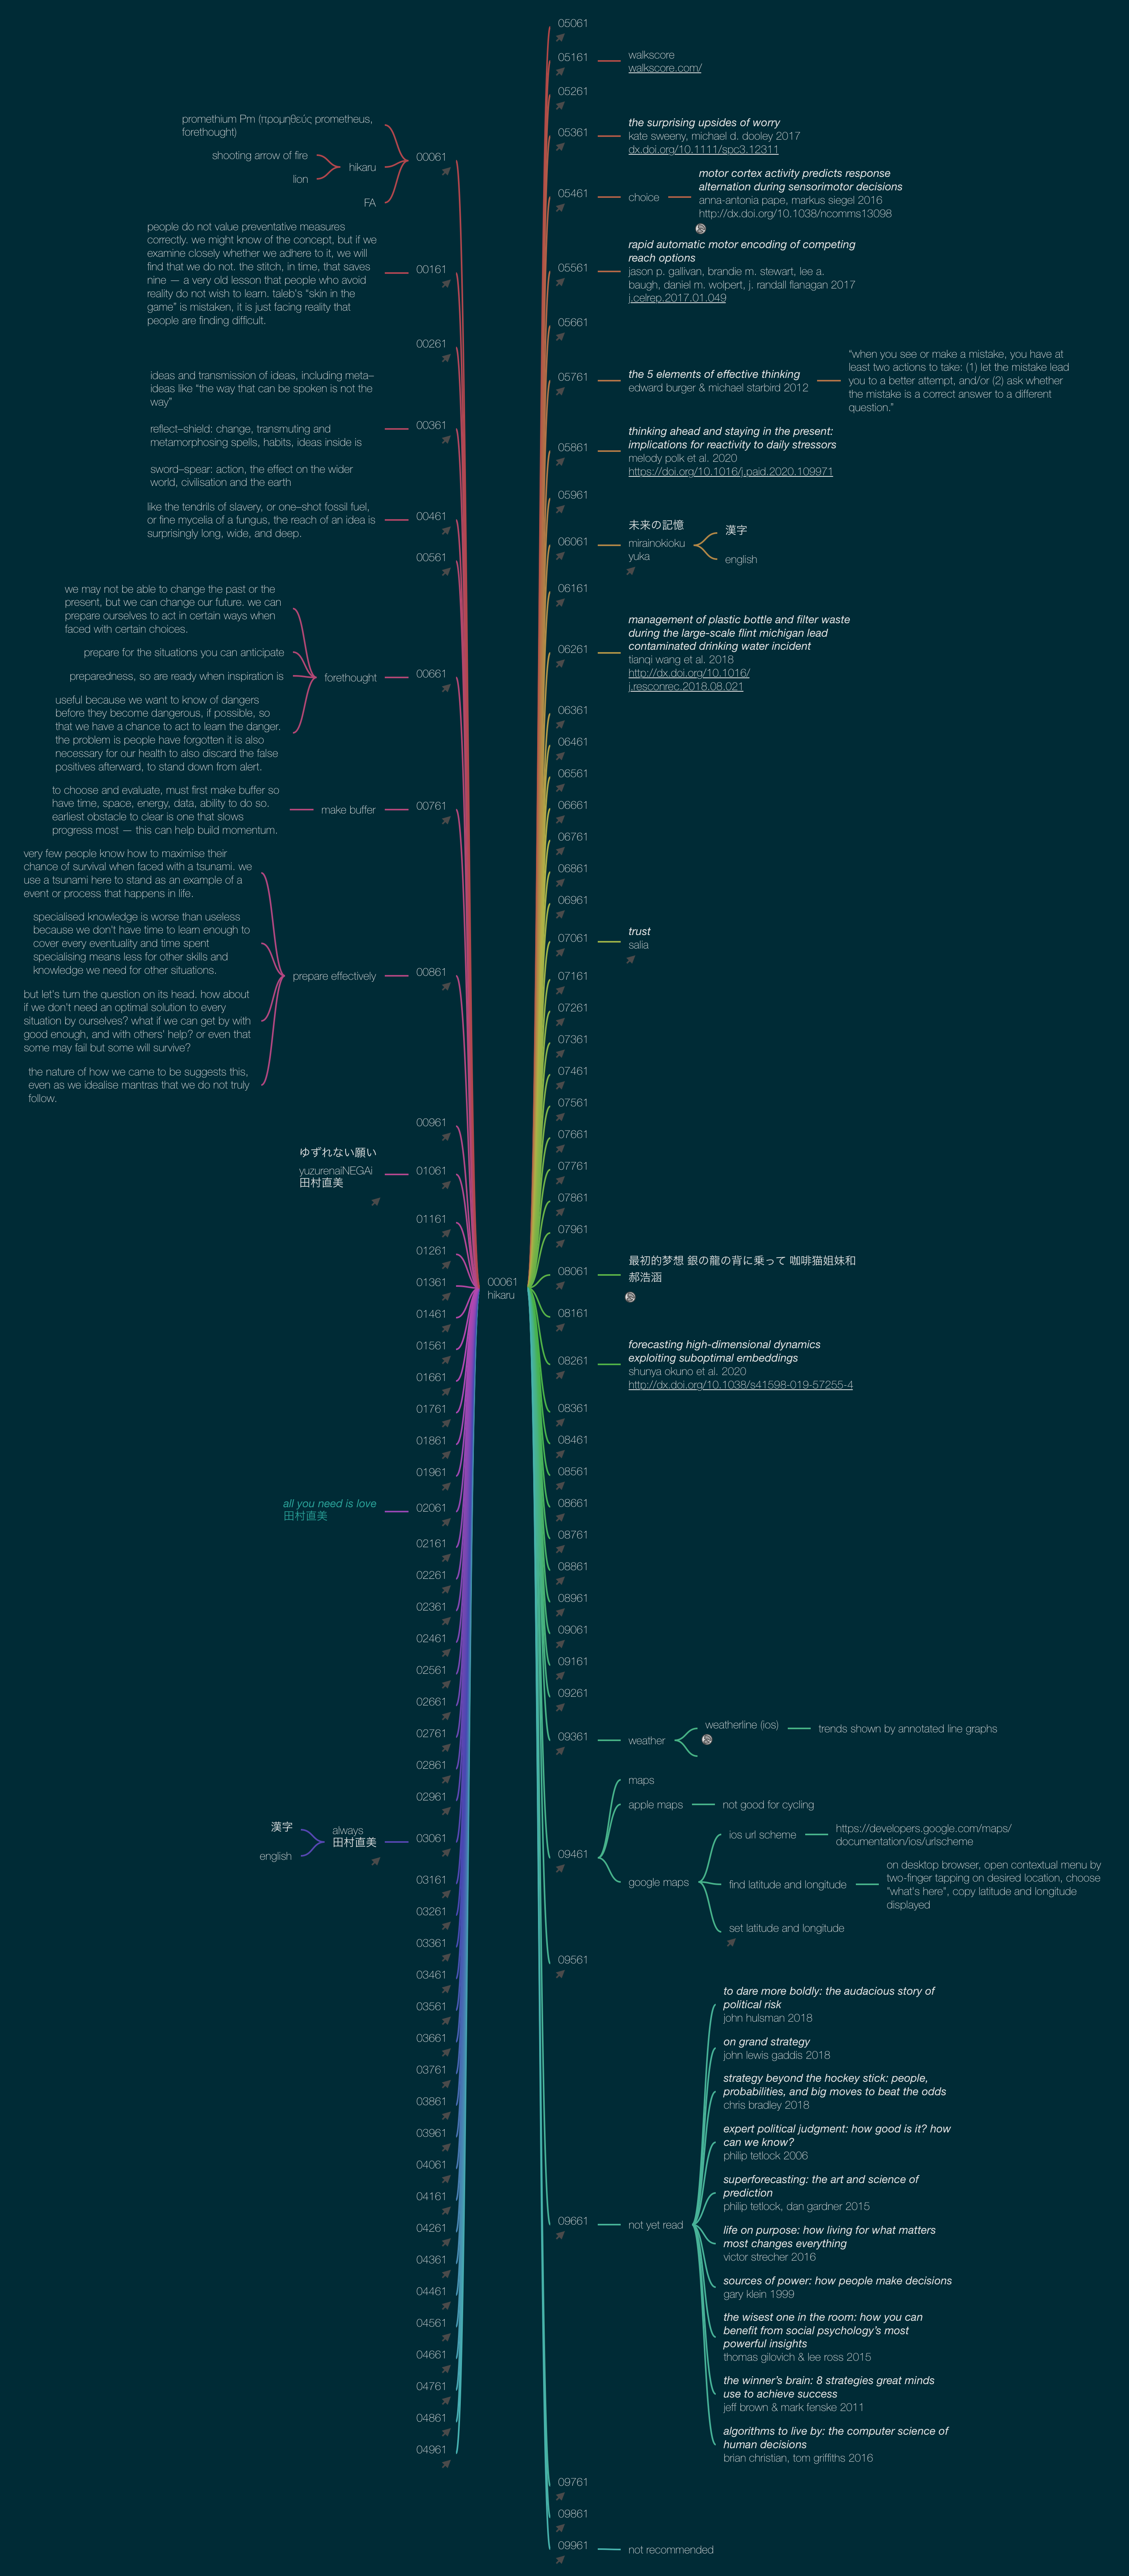 00061
hikaru
00061
promethium Pm (προμηθεύς prometheus,
forethought)
hikaru
shooting arrow of fire
lion
FA
00161
people do not value preventative measures
correctly. we might know of the concept, but if we
examine closely whether we adhere to it, we will
find that we do not. the stitch, in time, that saves
nine — a very old lesson that people who avoid
reality do not wish to learn. taleb's “skin in the
game” is mistaken, it is just facing reality that
people are finding difficult.
00261
00361
ideas and transmission of ideas, including meta–
ideas like “the way that can be spoken is not the
way”
reflect–shield: change, transmuting and
metamorphosing spells, habits, ideas inside is
sword–spear: action, the effect on the wider
world, civilisation and the earth
00461
like the tendrils of slavery, or one–shot fossil fuel,
or fine mycelia of a fungus, the reach of an idea is
surprisingly long, wide, and deep.
00561
00661
forethought
we may not be able to change the past or the
present, but we can change our future. we can
prepare ourselves to act in certain ways when
faced with certain choices.
prepare for the situations you can anticipate
preparedness, so are ready when inspiration is
useful because we want to know of dangers
before they become dangerous, if possible, so
that we have a chance to act to learn the danger.
the problem is people have forgotten it is also
necessary for our health to also discard the false
positives afterward, to stand down from alert.
00761
make buffer
to choose and evaluate, must first make buffer so
have time, space, energy, data, ability to do so.
earliest obstacle to clear is one that slows
progress most — this can help build momentum.
00861
prepare effectively
very few people know how to maximise their
chance of survival when faced with a tsunami. we
use a tsunami here to stand as an example of a
event or process that happens in life.
specialised knowledge is worse than useless
because we don't have time to learn enough to
cover every eventuality and time spent
specialising means less for other skills and
knowledge we need for other situations.
but let's turn the question on its head. how about
if we don't need an optimal solution to every
situation by ourselves? what if we can get by with
good enough, and with others' help? or even that
some may fail but some will survive?
the nature of how we came to be suggests this,
even as we idealise mantras that we do not truly
follow.
00961
01061
ゆずれない願い
yuzurenaiNEGAi
田村直美
01161
01261
01361
01461
01561
01661
01761
01861
01961
02061
all you need is love
田村直美
02161
02261
02361
02461
02561
02661
02761
02861
02961
03061
always
田村直美
漢字
english
03161
03261
03361
03461
03561
03661
03761
03861
03961
04061
04161
04261
04361
04461
04561
04661
04761
04861
04961
05061
05161
walkscore
walkscore.com/
05261
05361
the surprising upsides of worry
kate sweeny, michael d. dooley 2017
dx.doi.org/10.1111/spc3.12311
05461
choice
motor cortex activity predicts response
alternation during sensorimotor decisions
anna-antonia pape, markus siegel 2016
http://dx.doi.org/10.1038/ncomms13098
05561
rapid automatic motor encoding of competing
reach options
jason p. gallivan, brandie m. stewart, lee a.
baugh, daniel m. wolpert, j. randall flanagan 2017
j.celrep.2017.01.049
05661
05761
the 5 elements of effective thinking
edward burger & michael starbird 2012
“when you see or make a mistake, you have at
least two actions to take: (1) let the mistake lead
you to a better attempt, and/or (2) ask whether
the mistake is a correct answer to a different
question.”
05861
thinking ahead and staying in the present:
implications for reactivity to daily stressors
melody polk et al. 2020
https://doi.org/10.1016/j.paid.2020.109971
05961
06061
未来の記憶
mirainokioku
yuka
漢字
english
06161
06261
management of plastic bottle and filter waste
during the large-scale flint michigan lead
contaminated drinking water incident
tianqi wang et al. 2018
http://dx.doi.org/10.1016/
j.resconrec.2018.08.021
06361
06461
06561
06661
06761
06861
06961
07061
trust
salia
07161
07261
07361
07461
07561
07661
07761
07861
07961
08061
最初的梦想 銀の龍の背に乗って 咖啡猫姐妹和
郝浩涵
08161
08261
forecasting high-dimensional dynamics
exploiting suboptimal embeddings
shunya okuno et al. 2020
http://dx.doi.org/10.1038/s41598-019-57255-4
08361
08461
08561
08661
08761
08861
08961
09061
09161
09261
09361
weather
weatherline (ios)
trends shown by annotated line graphs
09461
maps
apple maps
not good for cycling
google maps
ios url scheme
https://developers.google.com/maps/
documentation/ios/urlscheme
find latitude and longitude
on desktop browser, open contextual menu by
two-finger tapping on desired location, choose
"what's here", copy latitude and longitude
displayed
set latitude and longitude
09561
09661
not yet read
to dare more boldly: the audacious story of
political risk
john hulsman 2018
on grand strategy
john lewis gaddis 2018
strategy beyond the hockey stick: people,
probabilities, and big moves to beat the odds
chris bradley 2018
expert political judgment: how good is it? how
can we know?
philip tetlock 2006
superforecasting: the art and science of
prediction
philip tetlock, dan gardner 2015
life on purpose: how living for what matters
most changes everything
victor strecher 2016
sources of power: how people make decisions
gary klein 1999
the wisest one in the room: how you can
benefit from social psychology's most
powerful insights
thomas gilovich & lee ross 2015
the winner's brain: 8 strategies great minds
use to achieve success
jeff brown & mark fenske 2011
algorithms to live by: the computer science of
human decisions
brian christian, tom griffiths 2016
09761
09861
09961
not recommended